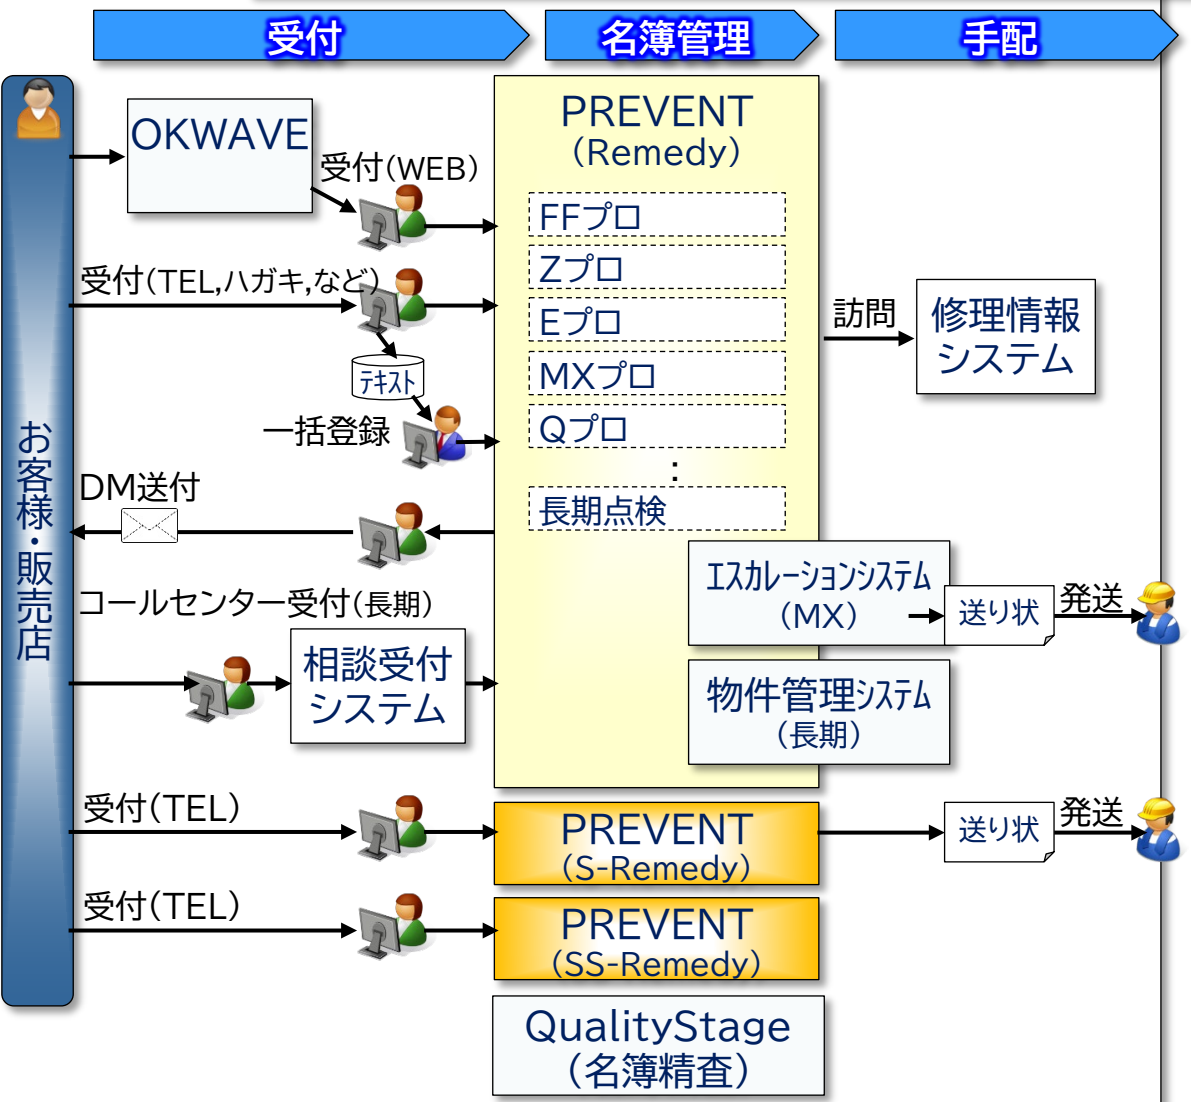 受付
名簿管理
手配
お客様・販売店
OKWAVE
受付(WEB)
受付(TEL,ハガキ,など)
テキスト
一括登録
DM送付
コールセンター受付(長期)
相談受付
システム
受付(TEL)
受付(TEL)
PREVENT
(Remedy)
FFプロ
Zプロ
Eプロ
MXプロ
Qプロ
:
長期点検
エスカレーションシステム
(MX)
物件管理システム
(長期)
PREVENT
(S-Remedy)
PREVENT
(SS-Remedy)
QualityStage
(名簿精査)
訪問
修理情報
システム
送り状
発送
送り状
発送